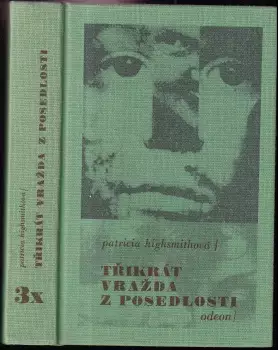 patricia highsmithová/
TŘIKRÁT VRAŽDA Z POSEDLOSTI
3x
patricia highsmithová/
TŘIKRÁT
VRAŽDA
Z POSEDLOSTI
odeon/